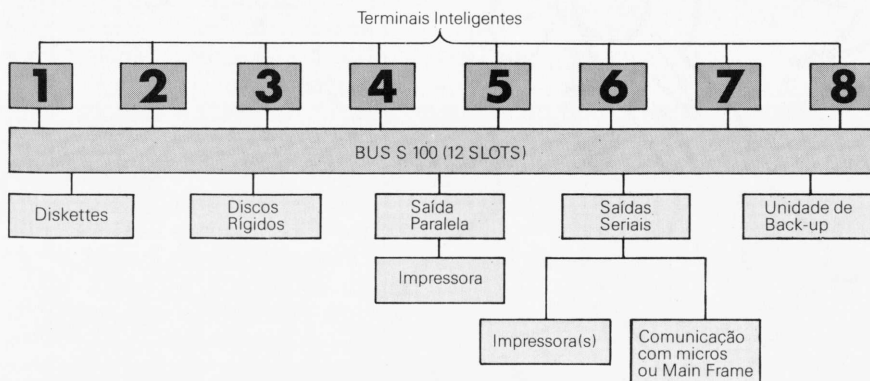 Terminais Inteligentes
1 2 3 4 5 6 7 8
BUS S 100 (12 SLOTS)
Diskettes
Discos
Rígidos
Saída
Paralela
Saídas
Seriais
Unidade de
Back-up
Impressora
Impressora(s)
Comunicação
com micros
ou Main Frame